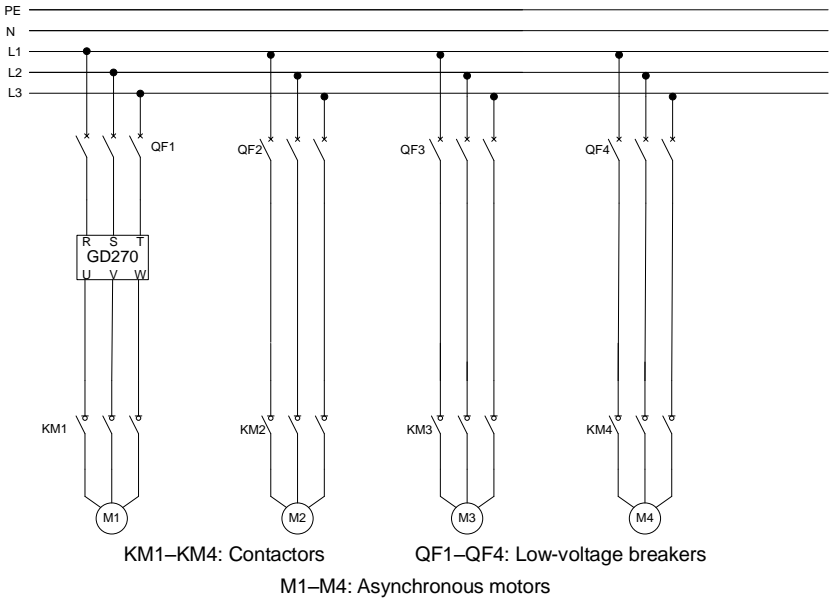 PE
N
L1
L2
L3
QF1 QF2 QF3 QF4
R S T
GD270
U V W
KM1 KM2 KM3 KM4
M1 M2 M3 M4
KM1–KM4: Contactors QF1–QF4: Low-voltage breakers
M1–M4: Asynchronous motors